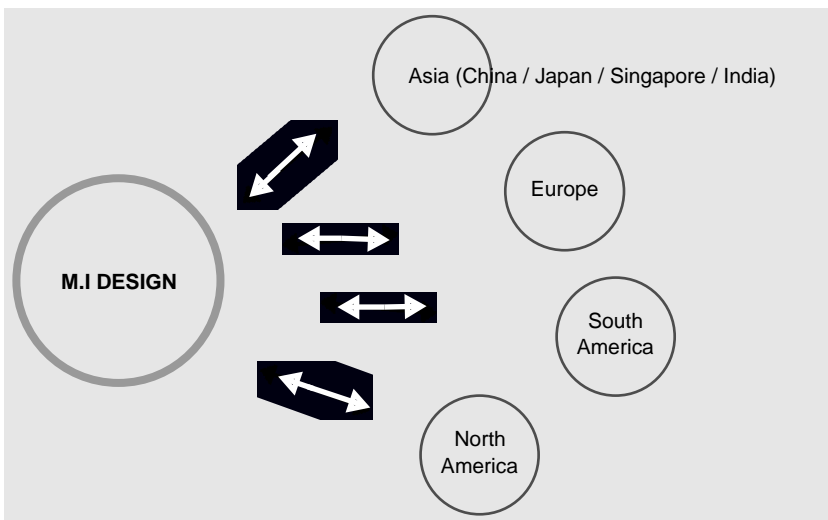 Asia (China / Japan / Singapore / India)
Europe
M.I DESIGN
South
America
North
America